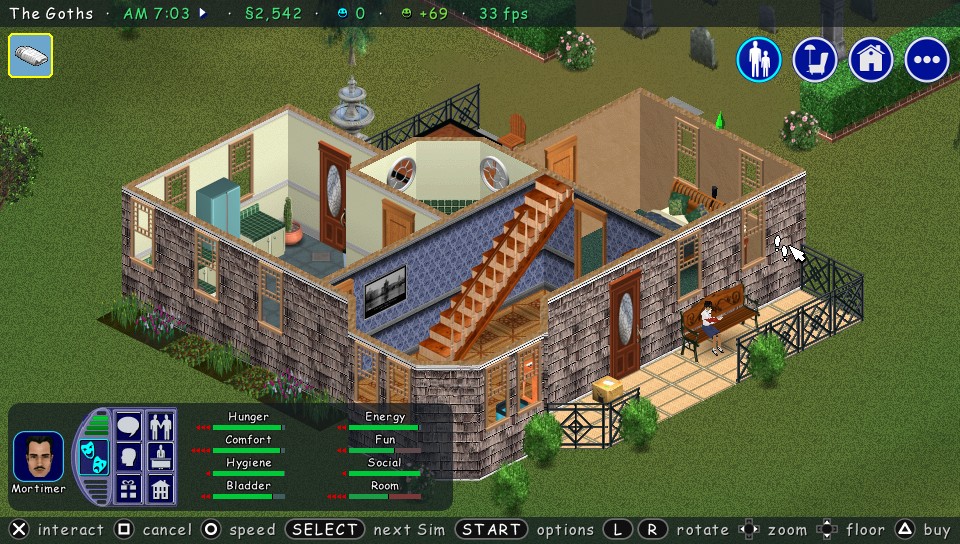 The Goths · AM 7:03 · §2,542 · 0 · +69 · 33 fps
Hunger Energy
Comfort Fun
Hygiene Social
Bladder Room
Mortimer
interact cancel speed SELECT next Sim START options L R rotate zoom floor buy